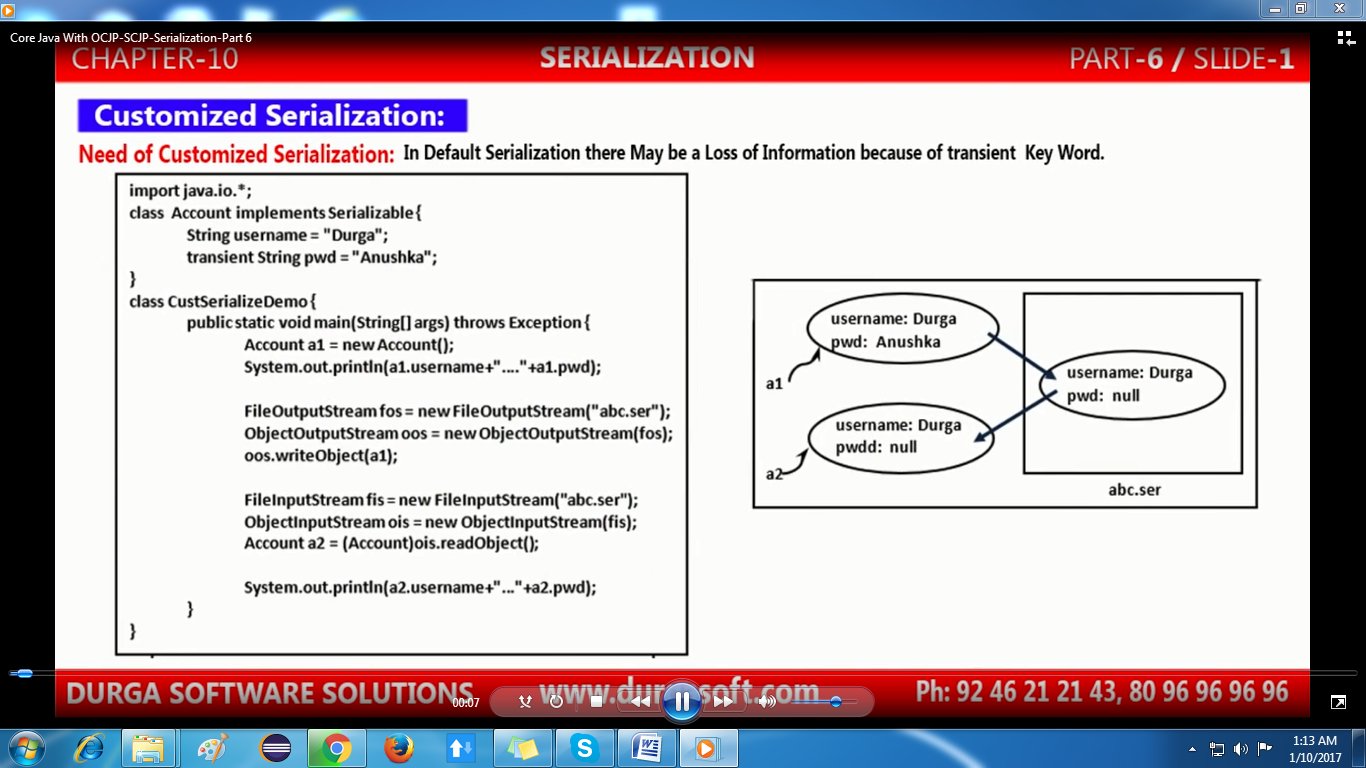 Core Java With OCJP-SCJP-Serialization-Part 6
CHAPTER-10
SERIALIZATION
PART-6 / SLIDE-1
Customized Serialization:
Need of Customized Serialization: In Default Serialization there May be a Loss of Information because of transient Key Word.
import java.io.*;
class Account implements Serializable{
String username = "Durga";
transient String pwd = "Anushka";
}
class CustSerializeDemo{
public static void main(String[] args) throws Exception{
Account a1 = new Account();
System.out.println(a1.username+"...."+a1.pwd);
FileOutputStream fos = new FileOutputStream("abc.ser");
ObjectOutputStream oos = new ObjectOutputStream(fos);
oos.writeObject(a1);
FileInputStream fis = new FileInputStream("abc.ser");
ObjectInputStream ois = new ObjectInputStream(fis);
Account a2 = (Account)ois.readObject();
System.out.println(a2.username+"..."+a2.pwd);
}
}
username: Durga
pwd: Anushka
a1
username: Durga
pwd: null
username: Durga
pwdd: null
a2
abc.ser
DURGA SOFTWARE SOLUTIONS
Ph: 92 46 21 21 43, 80 96 96 96 96
00:07
1:13 AM
1/10/2017